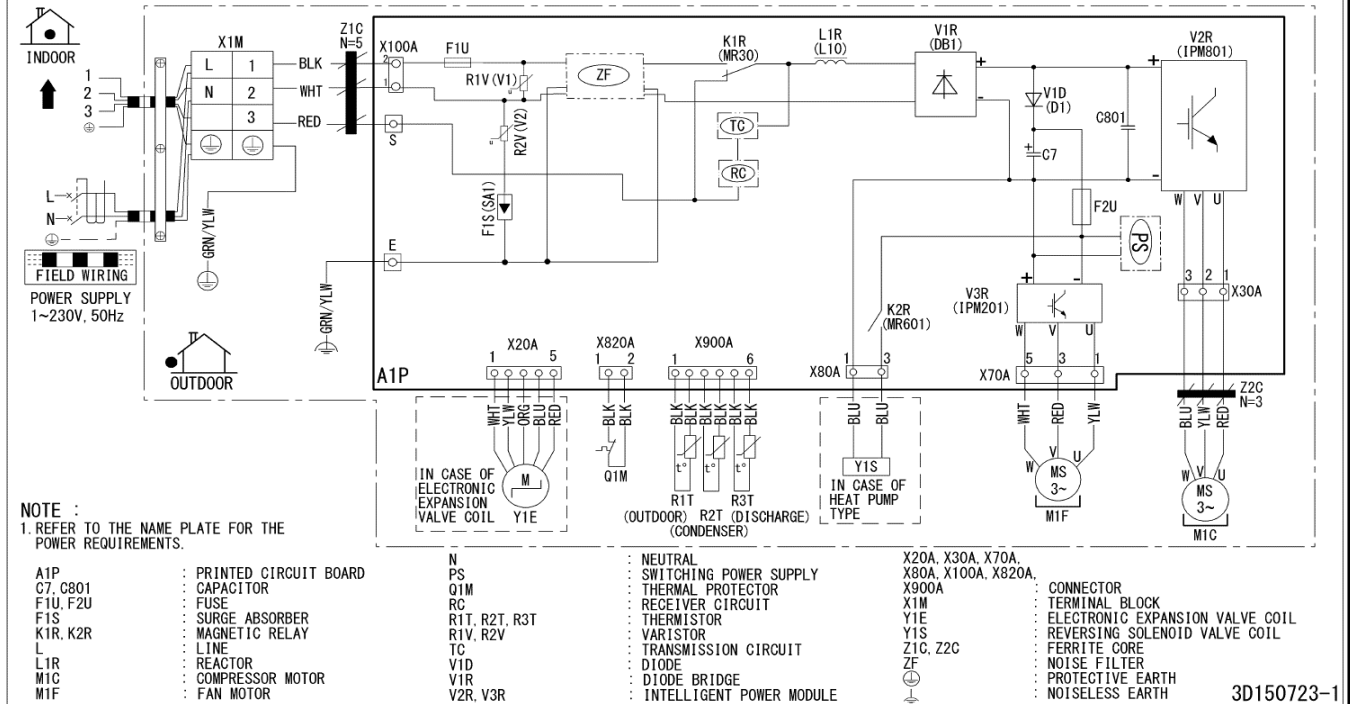 INDOOR
1
2
3
L
N
FIELD WIRING
POWER SUPPLY
1~230V, 50Hz
OUTDOOR
X1M
L 1
N 2
3
GRN/YLW
Z1C
N=5
BLK
WHT
RED
X100A
2
1
S
E
GRN/YLW
F1U
R1V(V1)
R2V(V2)
F1S(SA1)
ZF
K1R
(MR30)
TC
RC
L1R
(L10)
V1R
(DB1)
+
-
V1D
(D1)
+
C7
C801
F2U
PS
V2R
(IPM801)
+
-
W V U
3 2 1
X30A
V3R
(IPM201)
+ -
W V U
K2R
(MR601)
A1P
X20A
1 5
X820A
1 2
X900A
1 6
X80A
1 3
X70A
5 3 1
Z2C
N=3
WHT YLW ORG BLU RED
BLK BLK
BLK BLK BLK BLK BLK BLK
BLU BLU
WHT RED YLW
BLU YLW RED
IN CASE OF
ELECTRONIC
EXPANSION
VALVE COIL
M
Y1E
Q1M
t° t° t°
R1T
(OUTDOOR)
R2T
(CONDENSER)
R3T
(DISCHARGE)
Y1S
IN CASE OF
HEAT PUMP
TYPE
W V U
MS
3~
M1F
W V U
MS
3~
M1C
NOTE :
1. REFER TO THE NAME PLATE FOR THE
POWER REQUIREMENTS.
A1P : PRINTED CIRCUIT BOARD
C7, C801 : CAPACITOR
F1U, F2U : FUSE
F1S : SURGE ABSORBER
K1R, K2R : MAGNETIC RELAY
L : LINE
L1R : REACTOR
M1C : COMPRESSOR MOTOR
M1F : FAN MOTOR
N : NEUTRAL
PS : SWITCHING POWER SUPPLY
Q1M : THERMAL PROTECTOR
RC : RECEIVER CIRCUIT
R1T, R2T, R3T : THERMISTOR
R1V, R2V : VARISTOR
TC : TRANSMISSION CIRCUIT
V1D : DIODE
V1R : DIODE BRIDGE
V2R, V3R : INTELLIGENT POWER MODULE
X20A, X30A, X70A,
X80A, X100A, X820A,
X900A : CONNECTOR
X1M : TERMINAL BLOCK
Y1E : ELECTRONIC EXPANSION VALVE COIL
Y1S : REVERSING SOLENOID VALVE COIL
Z1C, Z2C : FERRITE CORE
ZF : NOISE FILTER
: PROTECTIVE EARTH
: NOISELESS EARTH
3D150723-1